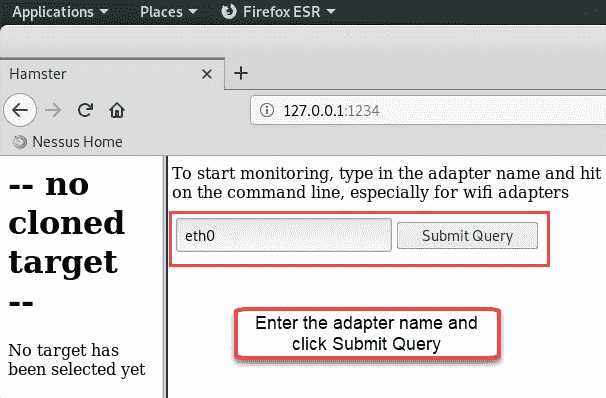 Applications Places Firefox ESR
Hamster
127.0.0.1:1234
Nessus Home
-- no
cloned
target
--
No target has
been selected yet
To start monitoring, type in the adapter name and hit
on the command line, especially for wifi adapters
eth0 Submit Query
Enter the adapter name and
click Submit Query